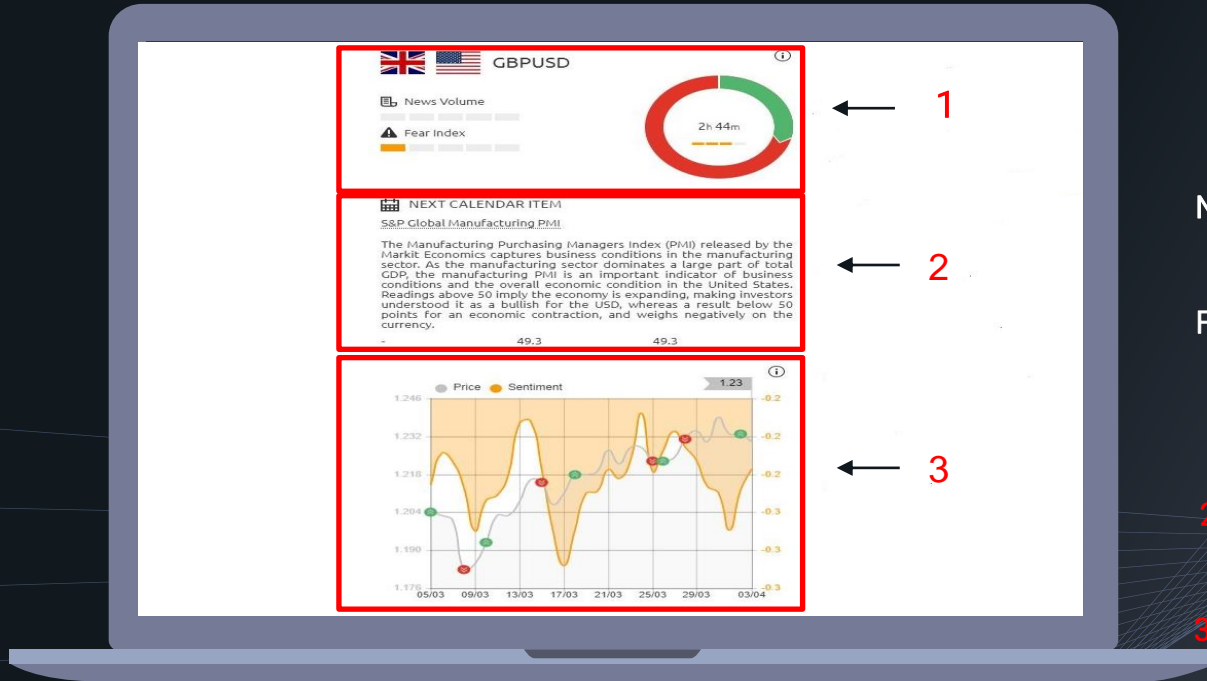 GBPUSD
News Volume
Fear Index
2h 44m
1
NEXT CALENDAR ITEM
S&P Global Manufacturing PMI
The Manufacturing Purchasing Managers Index (PMI) released by the
Markit Economics captures business conditions in the manufacturing
sector. As the manufacturing sector dominates a large part of total
GDP, the manufacturing PMI is an important indicator of business
conditions and the overall economic condition in the United States.
Readings above 50 imply the economy is expanding, making investors
understood it as a bullish for the USD, whereas a result below 50
points for an economic contraction, and weighs negatively on the
currency.
- 49.3 49.3
2
Price Sentiment 1.23
1.246 -0.2
1.232 -0.2
1.218 -0.2
1.204 -0.3
1.190 -0.3
1.176 -0.3
05/03 09/03 13/03 17/03 21/03 25/03 29/03 03/04
3